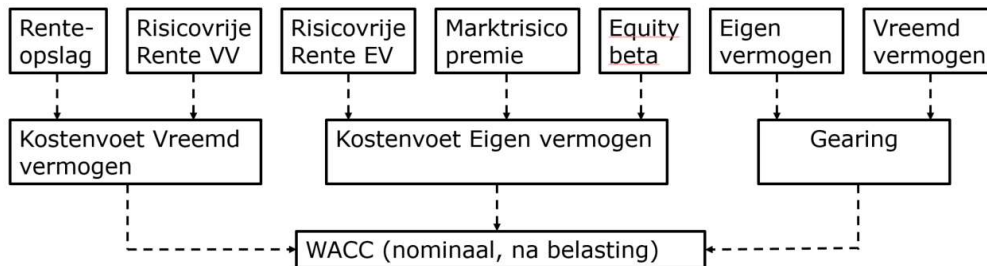 Rente-
opslag
Risicovrije
Rente VV
Risicovrije
Rente EV
Marktrisico
premie
Equity
beta
Eigen
vermogen
Vreemd
vermogen
Kostenvoet Vreemd
vermogen
Kostenvoet Eigen vermogen
Gearing
WACC (nominaal, na belasting)